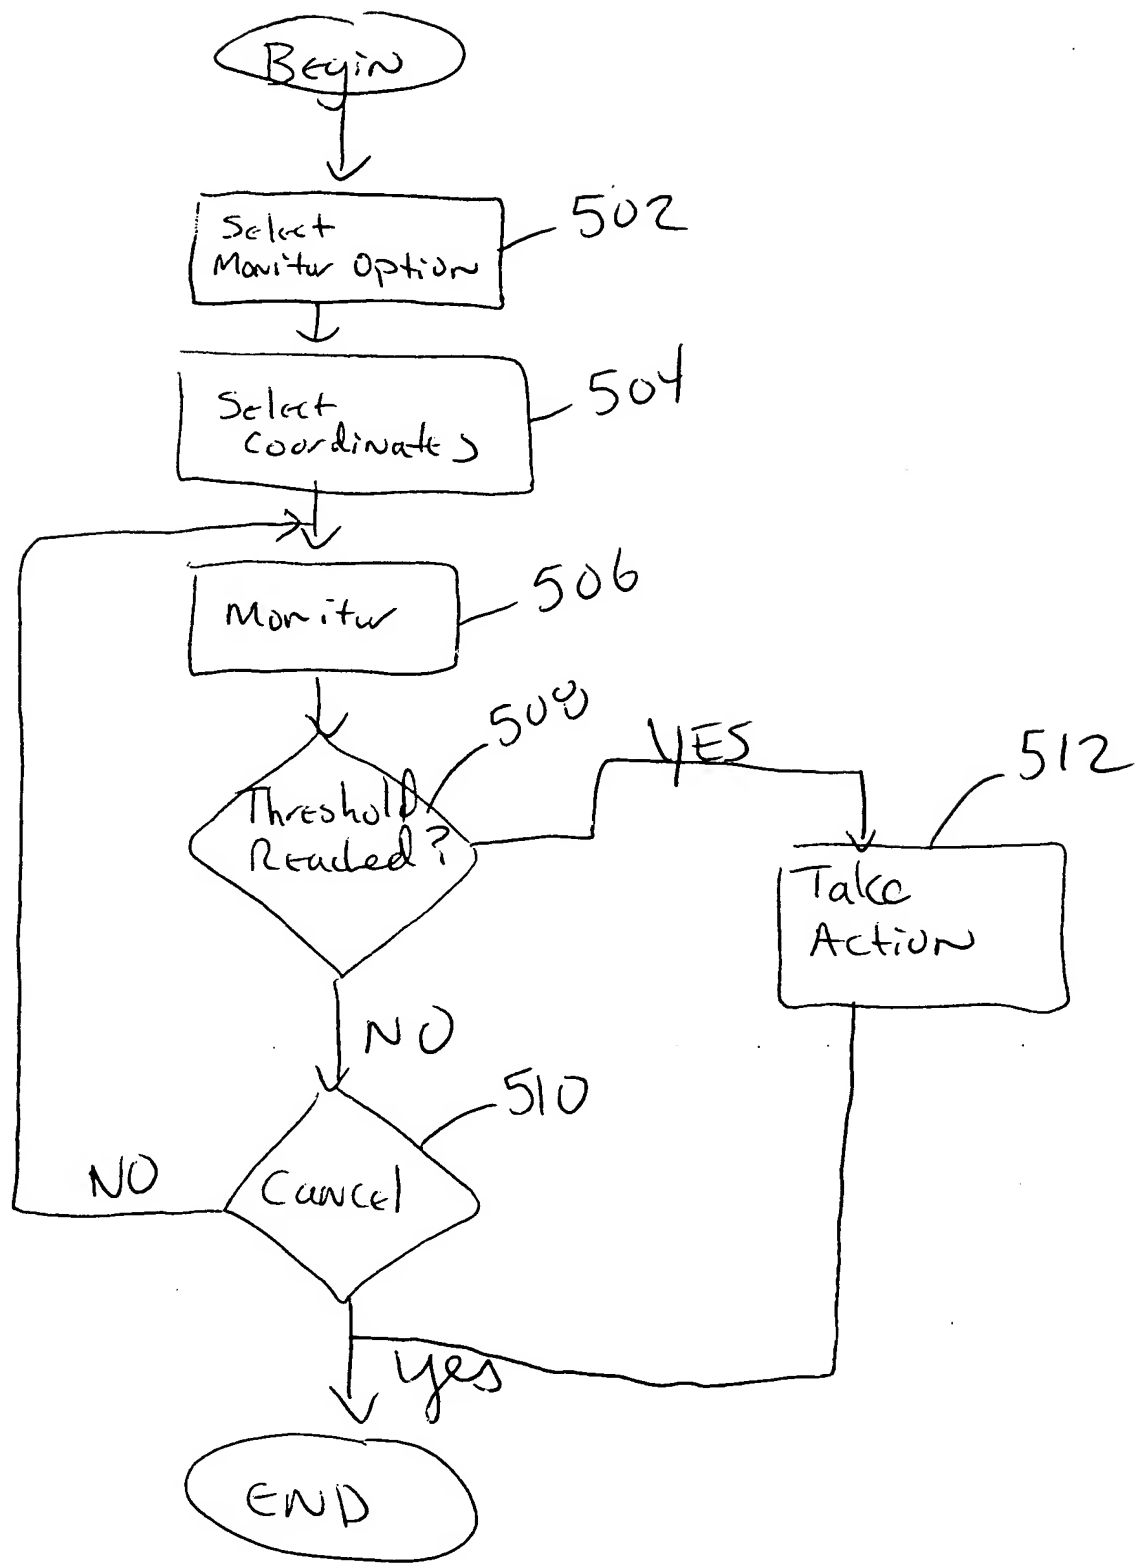 Begin
Select
Monitor Option
502
Select
Coordinates
504
Monitor
506
Threshold
Reached?
508
YES
512
Take
Action
NO
510
Cancel
NO
yes
END